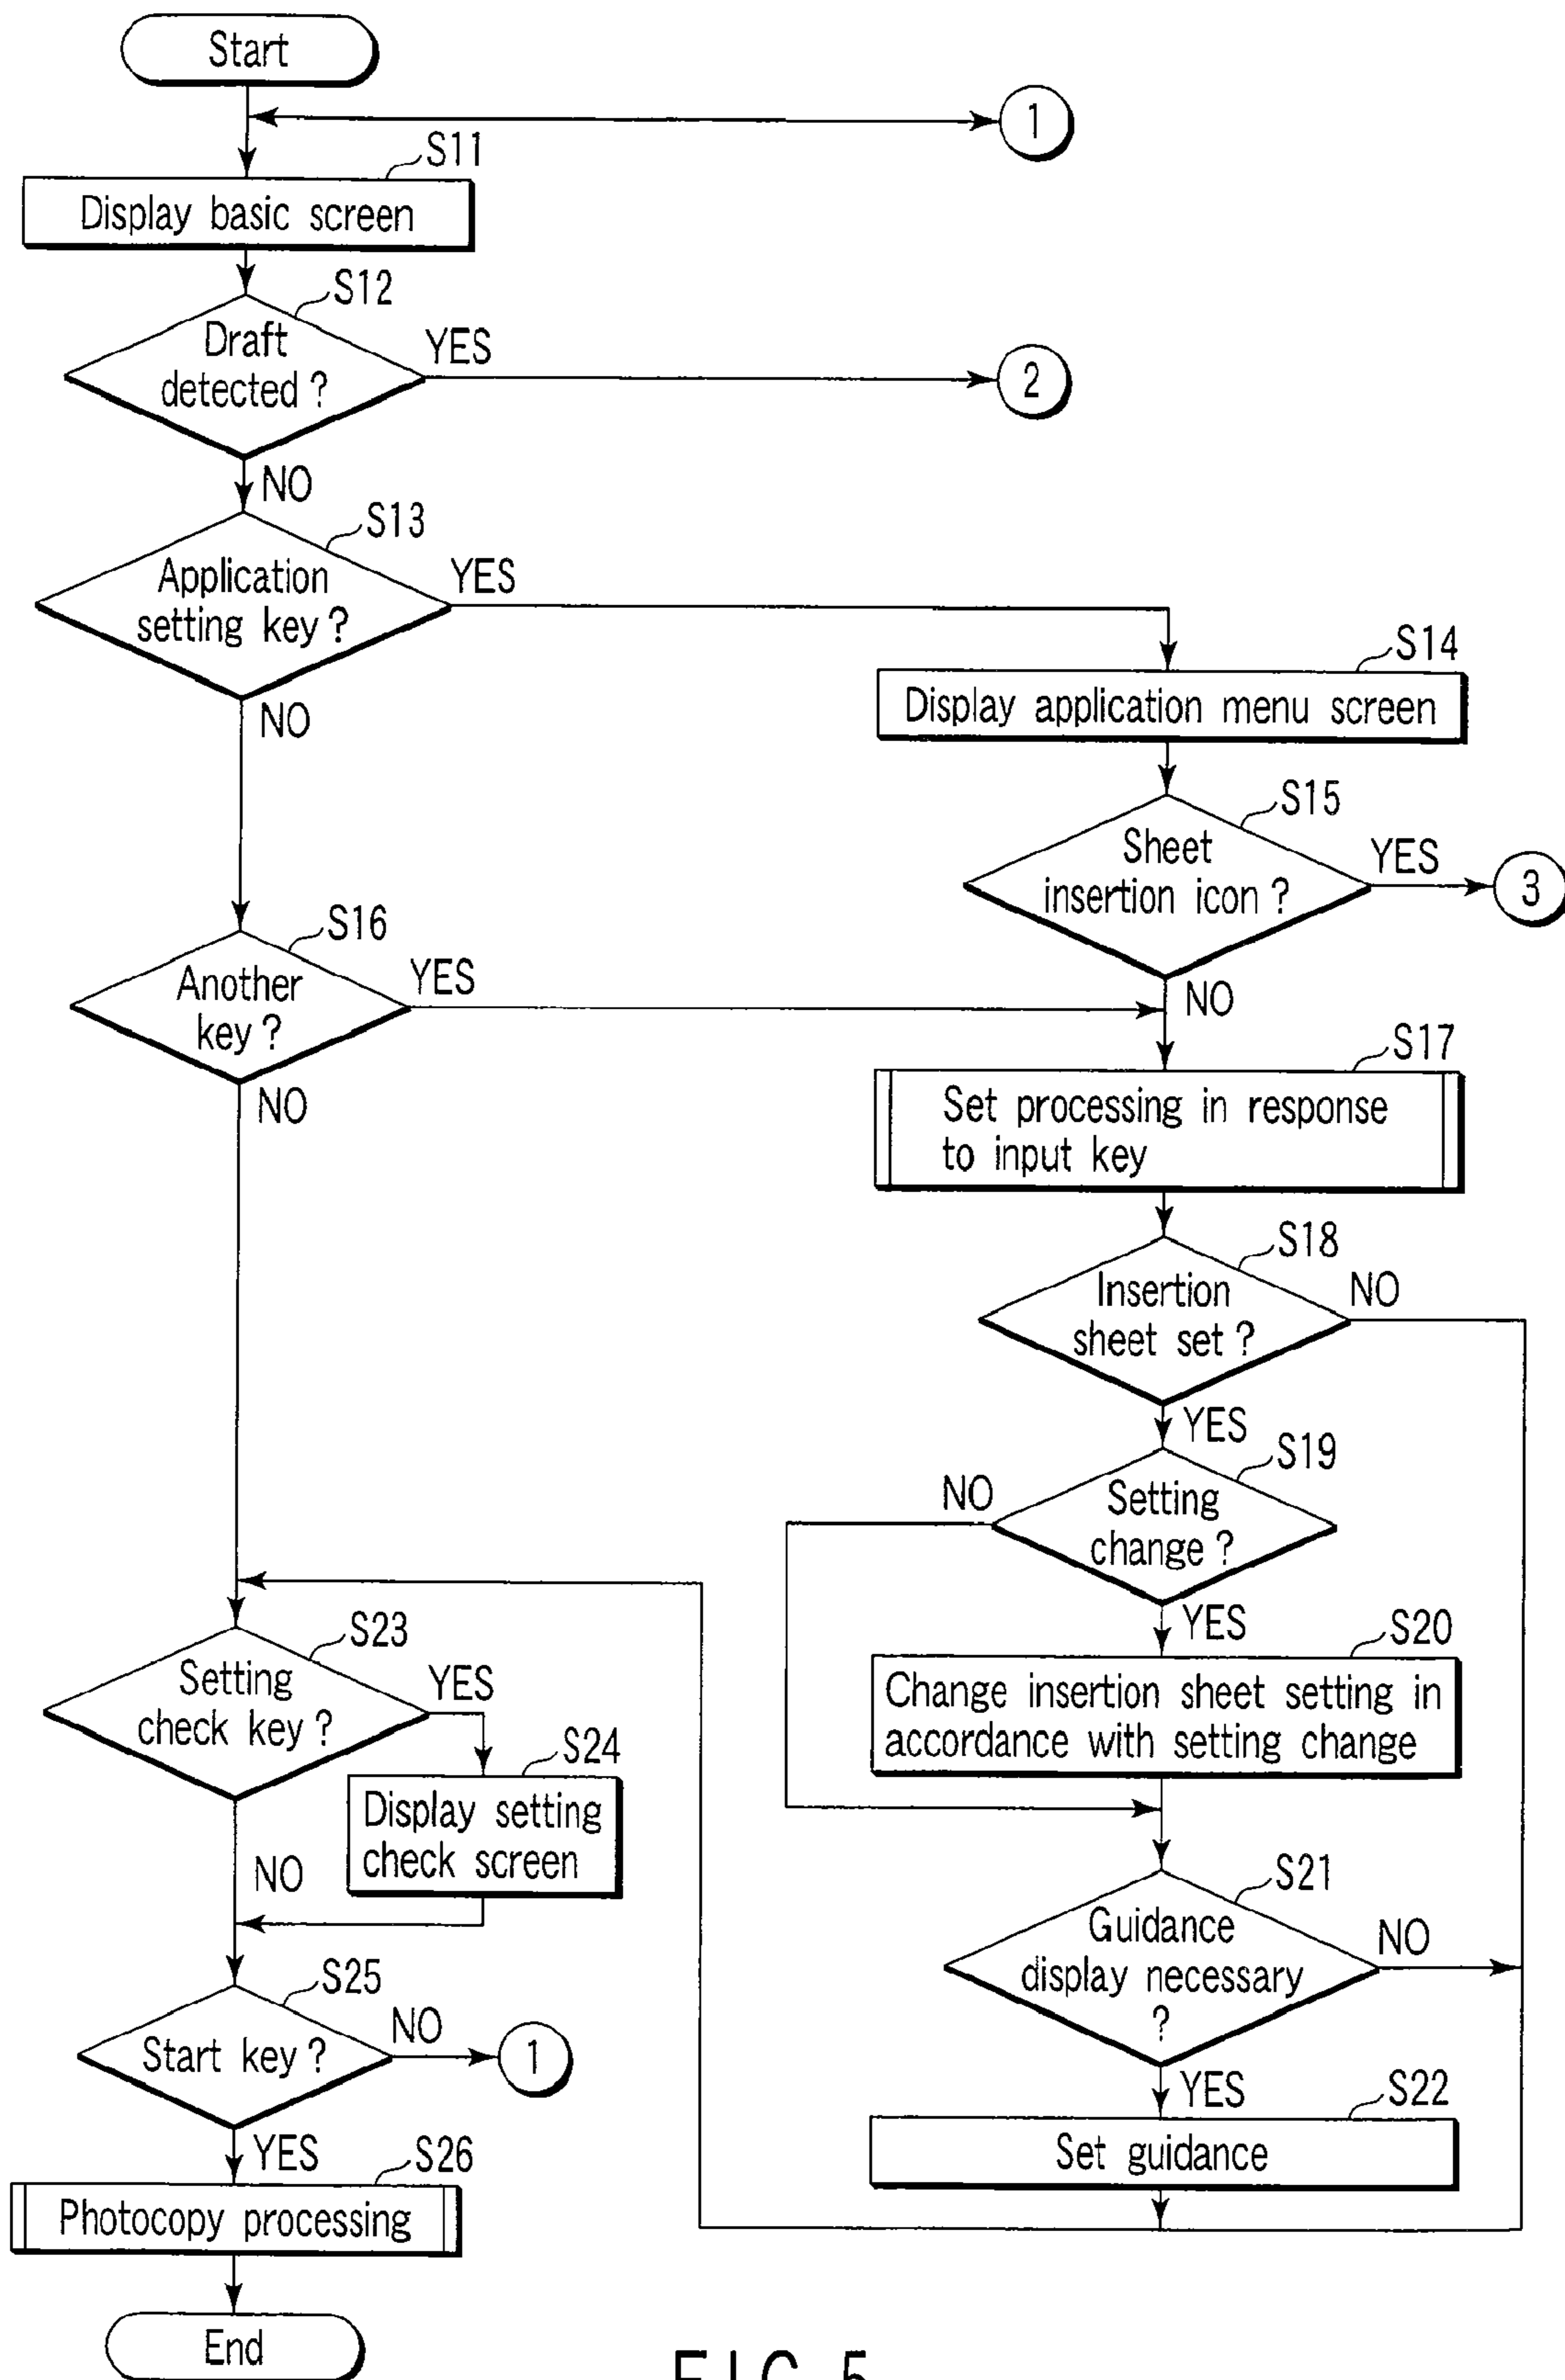 Start
1
S11
Display basic screen
S12
Draft
detected ?
YES
2
NO
S13
Application
setting key ?
YES
NO
S14
Display application menu screen
S15
Sheet
insertion icon ?
YES
3
NO
S16
Another
key ?
YES
NO
S17
Set processing in response
to input key
S18
Insertion
sheet set ?
NO
YES
S19
Setting
change ?
NO
YES
S20
Change insertion sheet setting in
accordance with setting change
S21
Guidance
display necessary
?
NO
YES
S22
Set guidance
S23
Setting
check key ?
YES
NO
S24
Display setting
check screen
S25
Start key ?
NO
1
YES
S26
Photocopy processing
End
FIG. 5